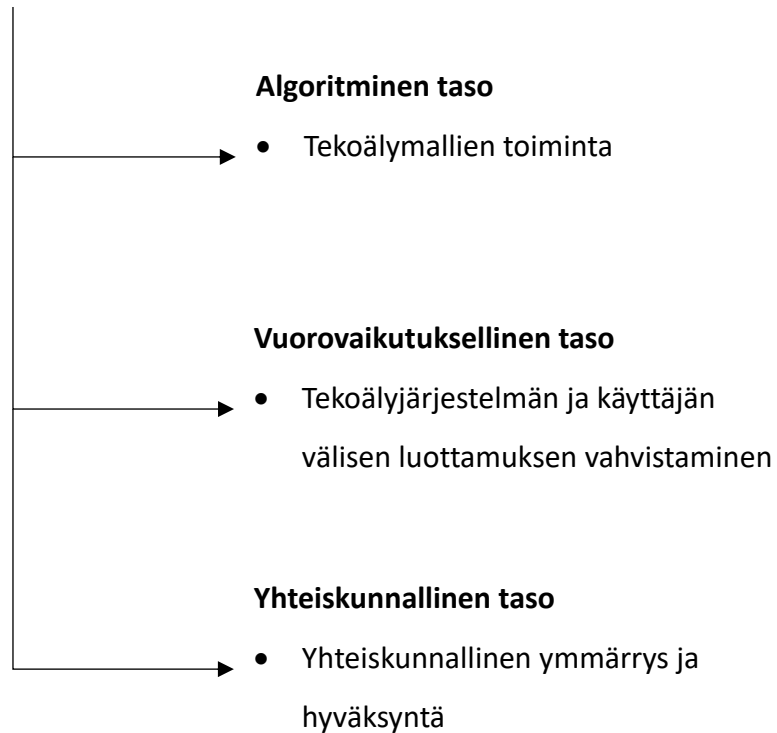 Algoritminen taso
• Tekoälymallien toiminta
Vuorovaikutuksellinen taso
• Tekoälyjärjestelmän ja käyttäjän
välisen luottamuksen vahvistaminen
Yhteiskunnallinen taso
• Yhteiskunnallinen ymmärrys ja
hyväksyntä